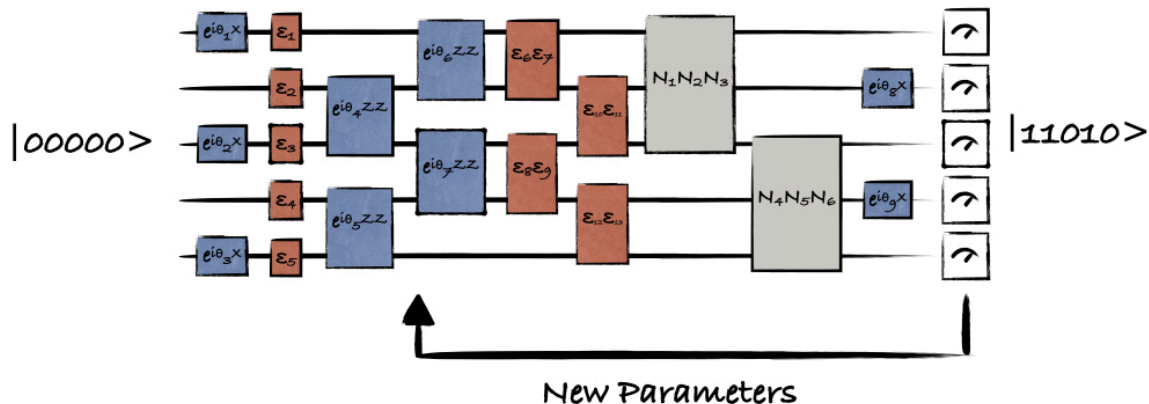 e^{iθ₁X} ε₁
ε₂
e^{iθ₂X} ε₃
ε₄
e^{iθ₃X} ε₅
e^{iθ₄ZZ}
e^{iθ₅ZZ}
e^{iθ₆ZZ} ε₆ε₇
e^{iθ₇ZZ} ε₈ε₉
ε₁₀ε₁₁
ε₁₂ε₁₃
N₁N₂N₃
N₄N₅N₆
e^{iθ₈X}
e^{iθ₉X}
|00000>
|11010>
New Parameters